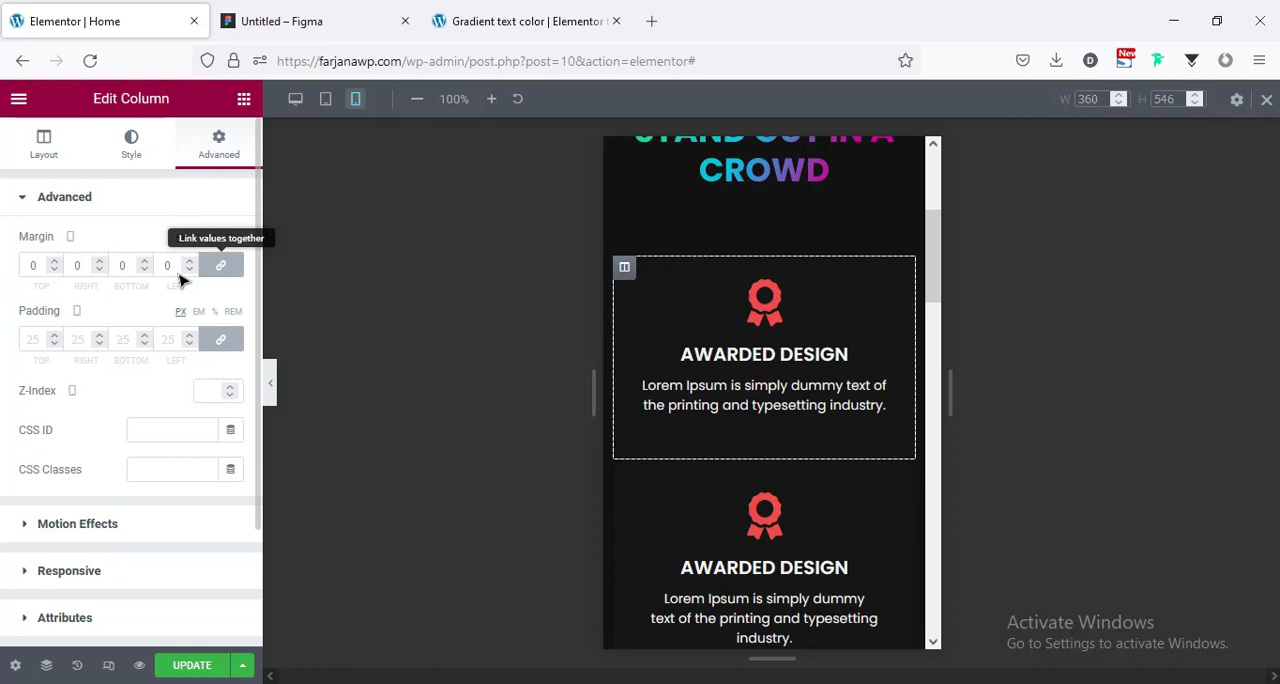 Elementor | Home
Untitled – Figma
Gradient text color | Elementor
https://farjanawp.com/wp-admin/post.php?post=10&action=elementor#
New
Edit Column
100%
W 360
H 546
Layout
Style
Advanced
Advanced
Margin
Link values together
0 0 0 0
TOP RIGHT BOTTOM
Padding
PX EM % REM
25 25 25 25
TOP RIGHT BOTTOM LEFT
Z-Index
CSS ID
CSS Classes
Motion Effects
Responsive
Attributes
UPDATE
STAND OUT IN A
CROWD
AWARDED DESIGN
Lorem Ipsum is simply dummy text of
the printing and typesetting industry.
AWARDED DESIGN
Lorem Ipsum is simply dummy
text of the printing and typesetting
industry.
Activate Windows
Go to Settings to activate Windows.